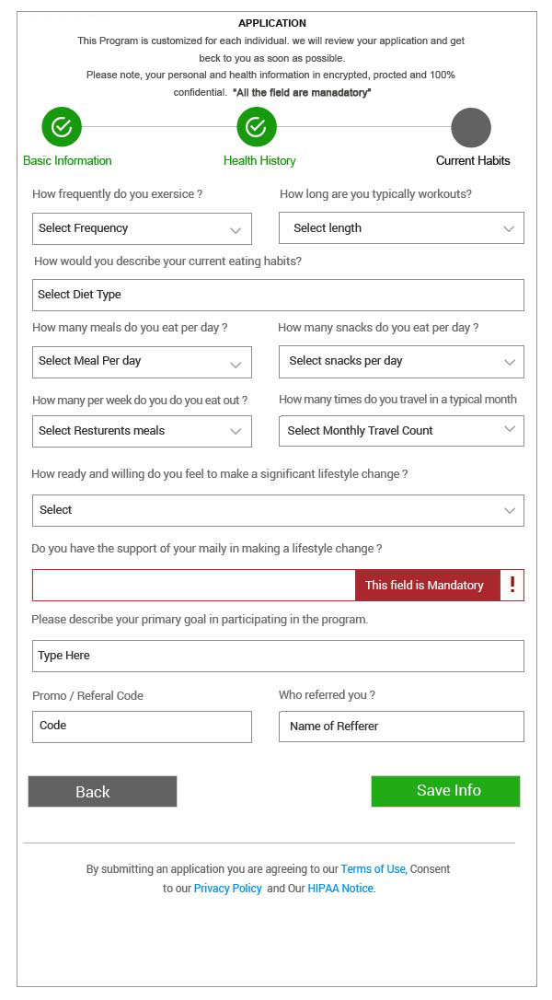 APPLICATION
This Program is customized for each individual. we will review your application and get
beck to you as soon as possible.
Please note, your personal and health information in encrypted, procted and 100%
confidential. "All the field are manadatory"
Basic Information
Health History
Current Habits
How frequently do you exersice ?
How long are you typically workouts?
Select Frequency
Select length
How would you describe your current eating habits?
Select Diet Type
How many meals do you eat per day ?
How many snacks do you eat per day ?
Select Meal Per day
Select snacks per day
How many per week do you do you eat out ?
How many times do you travel in a typical month
Select Resturents meals
Select Monthly Travel Count
How ready and willing do you feel to make a significant lifestyle change ?
Select
Do you have the support of your maily in making a lifestyle change ?
This field is Mandatory !
Please describe your primary goal in participating in the program.
Type Here
Promo / Referal Code
Who referred you ?
Code
Name of Refferer
Back
Save Info
By submitting an application you are agreeing to our Terms of Use, Consent
to our Privacy Policy and Our HIPAA Notice.